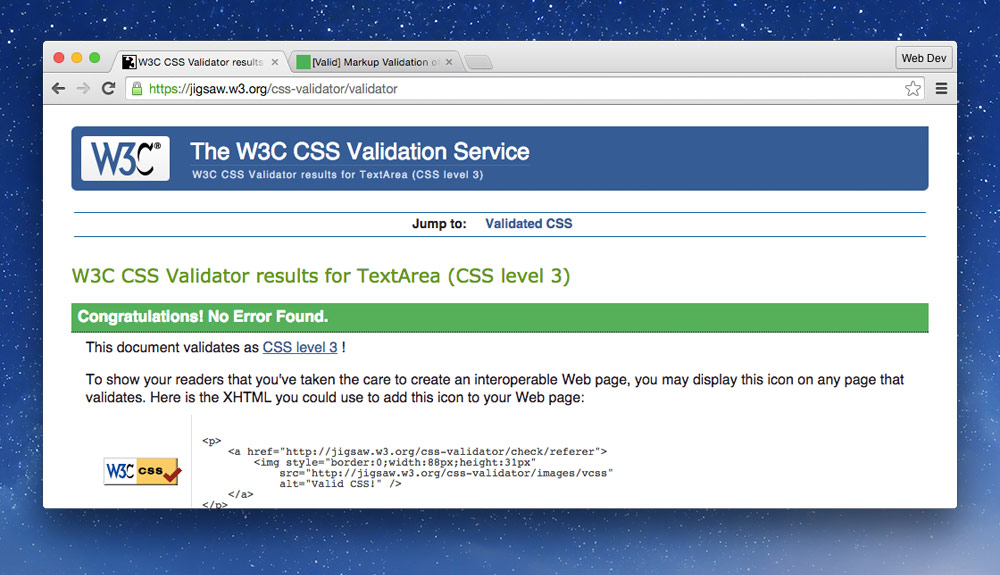 W3C CSS Validator results
[Valid] Markup Validation of
Web Dev
https://jigsaw.w3.org/css-validator/validator
W3C®
The W3C CSS Validation Service
W3C CSS Validator results for TextArea (CSS level 3)
Jump to: Validated CSS
W3C CSS Validator results for TextArea (CSS level 3)
Congratulations! No Error Found.
This document validates as CSS level 3 !
To show your readers that you've taken the care to create an interoperable Web page, you may display this icon on any page that
validates. Here is the XHTML you could use to add this icon to your Web page:
W3C css
<p>
<a href="http://jigsaw.w3.org/css-validator/check/referer">
<img style="border:0;width:88px;height:31px"
src="http://jigsaw.w3.org/css-validator/images/vcss"
alt="Valid CSS!" />
</a>
</p>